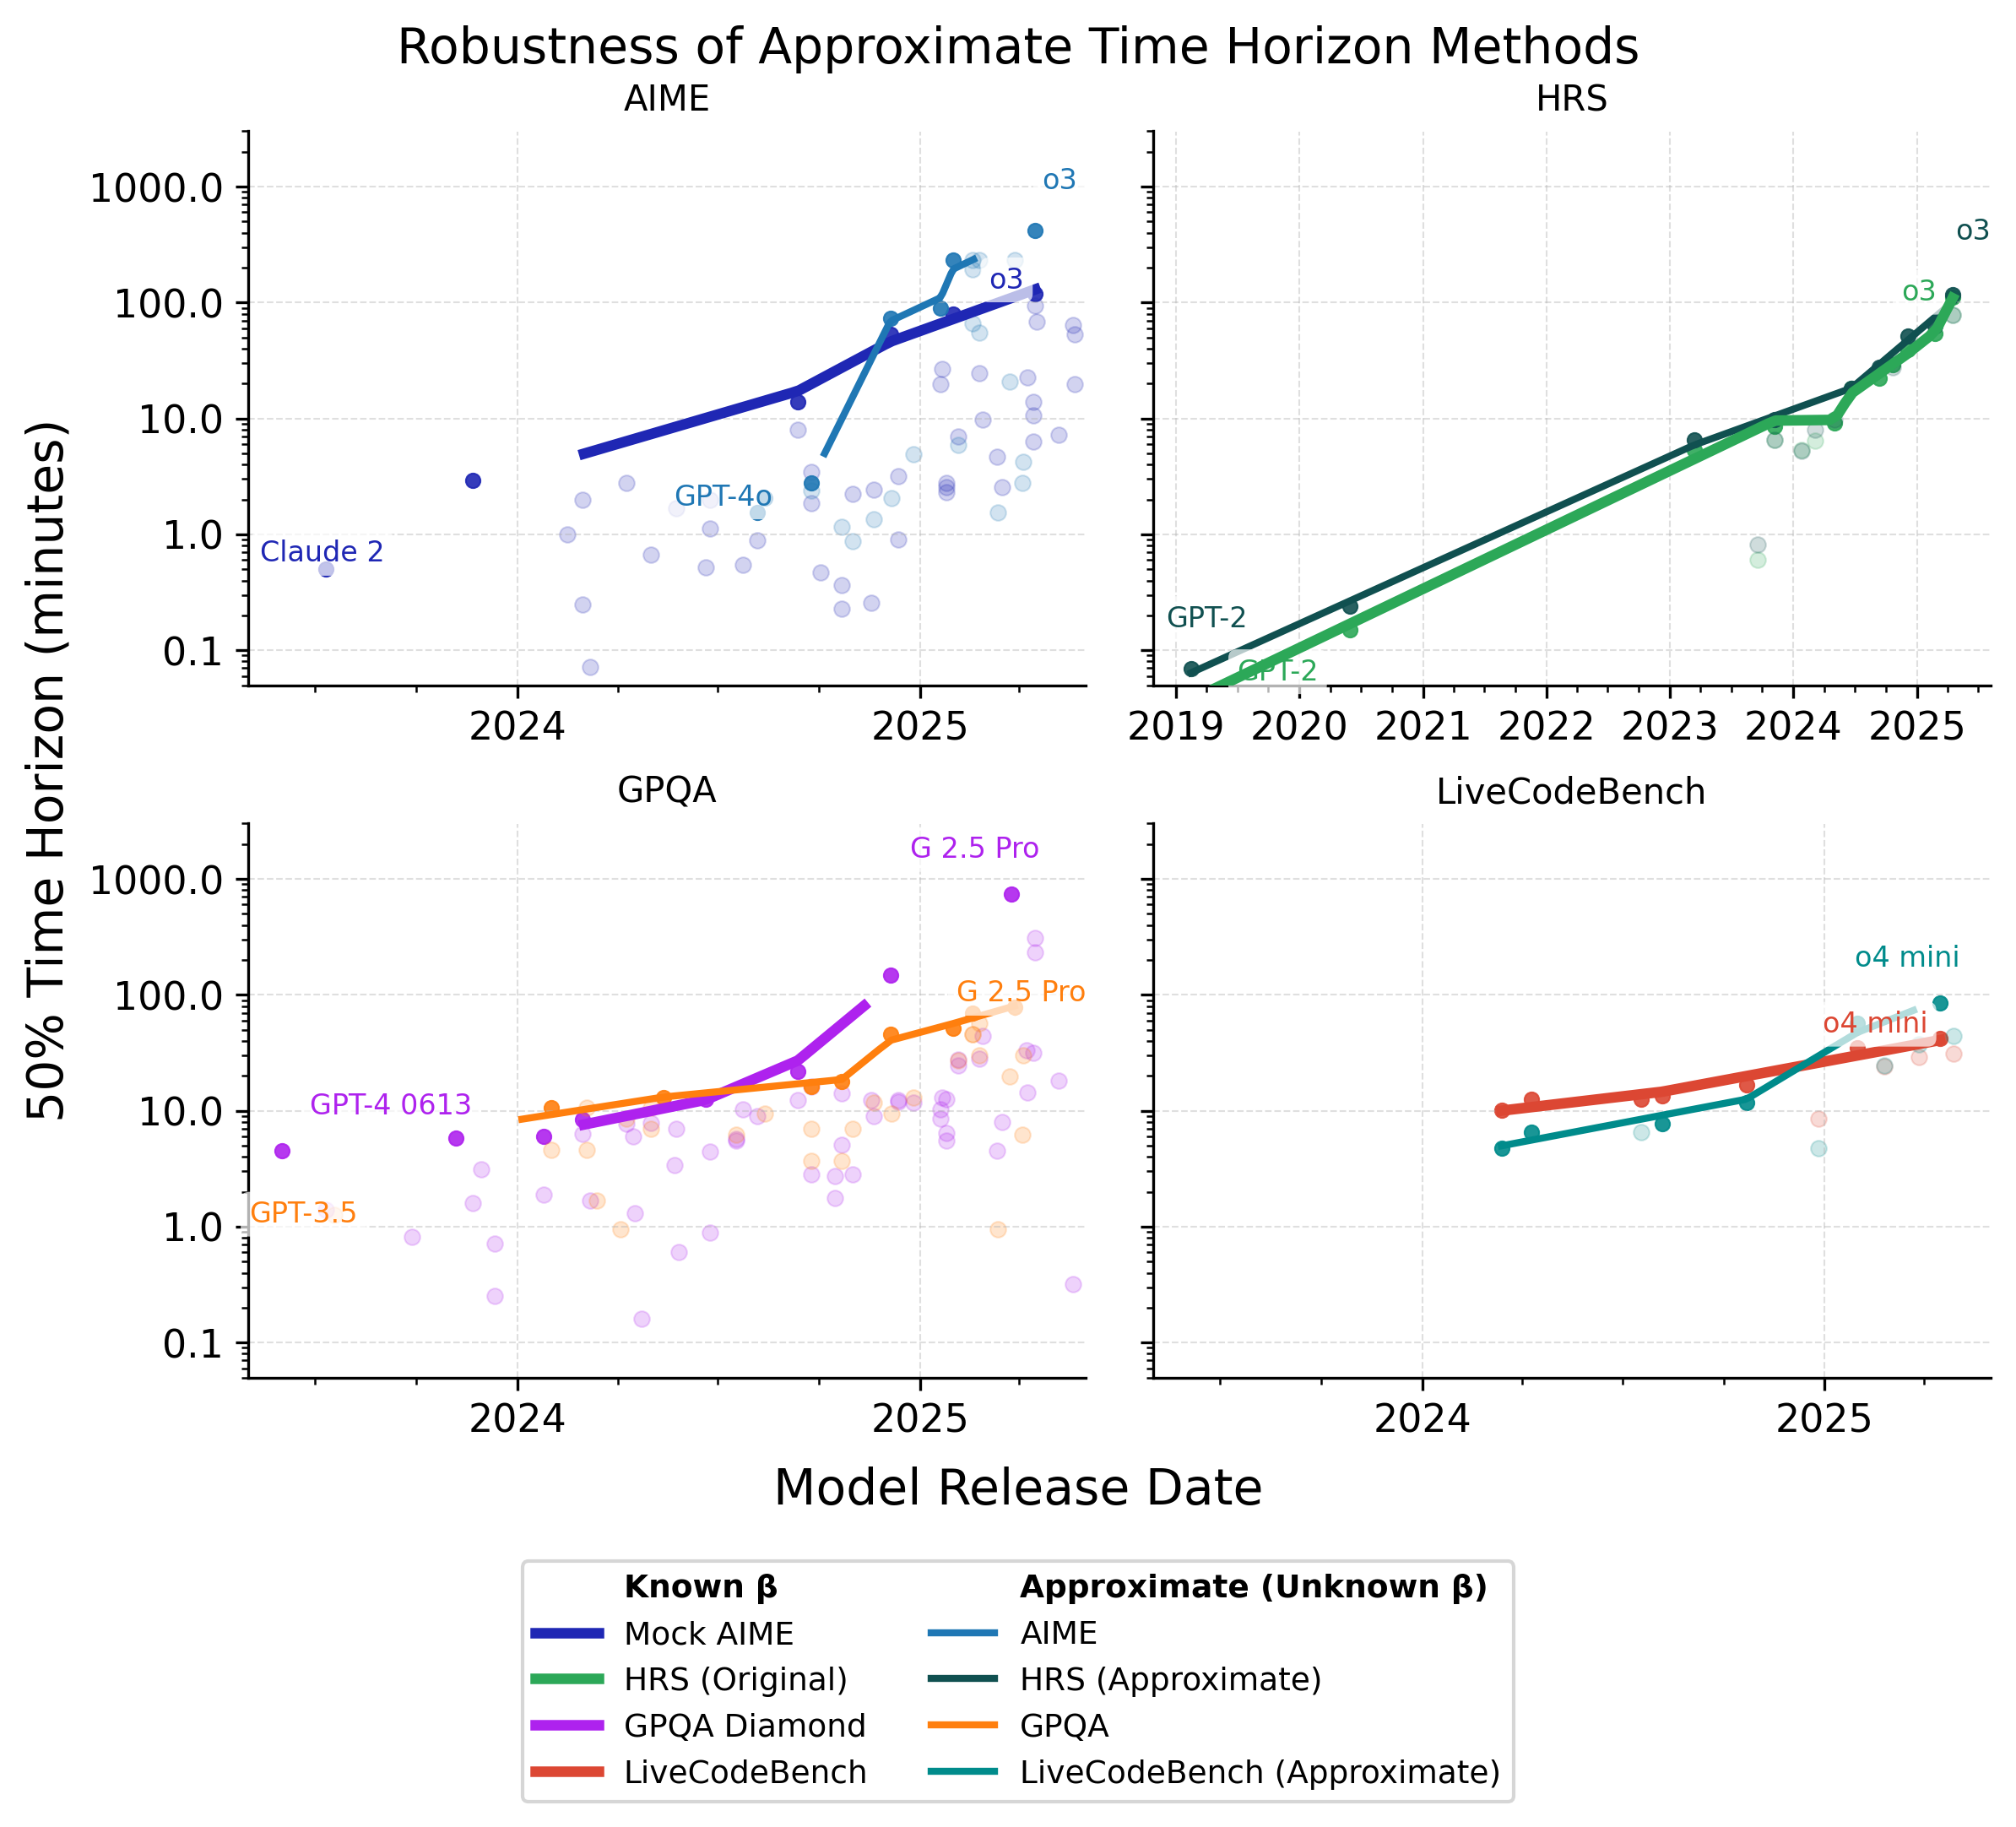 Robustness of Approximate Time Horizon Methods
AIME
HRS
50% Time Horizon (minutes)
1000.0
100.0
10.0
1.0
0.1
o3
o3
GPT-4o
Claude 2
2024
2025
o3
o3
GPT-2
GPT-2
2019
2020
2021
2022
2023
2024
2025
GPQA
LiveCodeBench
1000.0
100.0
10.0
1.0
0.1
G 2.5 Pro
G 2.5 Pro
GPT-4 0613
GPT-3.5
2024
2025
o4 mini
o4 mini
2024
2025
Model Release Date
Known β
Mock AIME
HRS (Original)
GPQA Diamond
LiveCodeBench
Approximate (Unknown β)
AIME
HRS (Approximate)
GPQA
LiveCodeBench (Approximate)